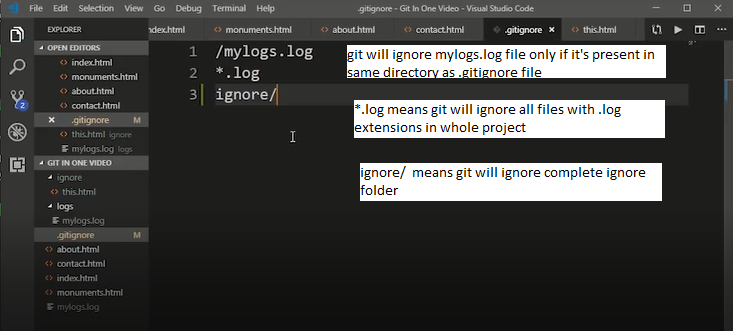 File Edit Selection View Go Debug Terminal Help .gitignore - Git In One Video - Visual Studio Code
EXPLORER
index.html monuments.html about.html contact.html .gitignore this.html
OPEN EDITORS
index.html
monuments.html
about.html
contact.html
.gitignore M
this.html ignore
mylogs.log logs
GIT IN ONE VIDEO
ignore
this.html
logs
mylogs.log
.gitignore M
about.html
contact.html
index.html
monuments.html
mylogs.log
2
1 /mylogs.log
2 *.log
3 ignore/
git will ignore mylogs.log file only if it's present in
same directory as .gitignore file
*.log means git will ignore all files with .log
extensions in whole project
ignore/ means git will ignore complete ignore
folder